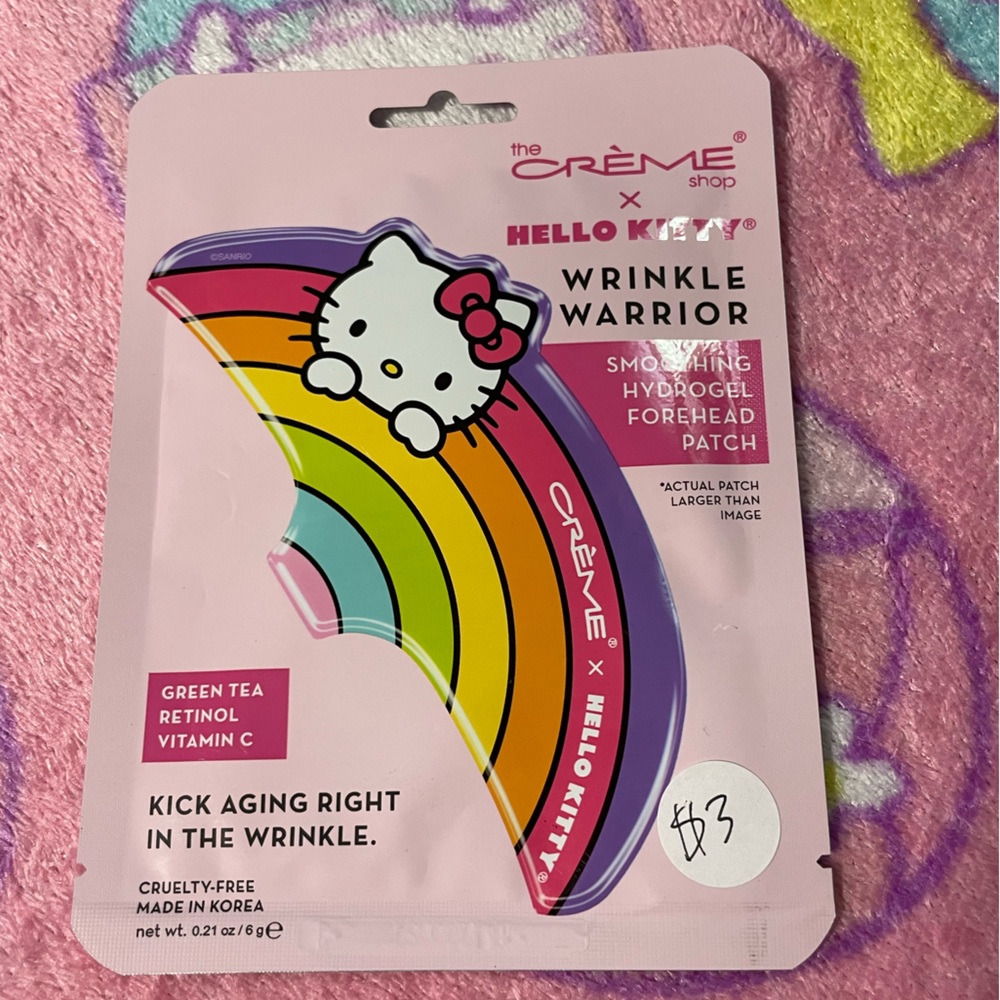 the
CRÈME®
shop
×
HELLO KITTY®
WRINKLE
WARRIOR
SMOOTHING
HYDROGEL
FOREHEAD
PATCH
*ACTUAL PATCH
LARGER THAN
IMAGE
©SANRIO
CRÈME® × HELLO KITTY®
GREEN TEA
RETINOL
VITAMIN C
KICK AGING RIGHT
IN THE WRINKLE.
$3
CRUELTY-FREE
MADE IN KOREA
net wt. 0.21 oz / 6 g ℮